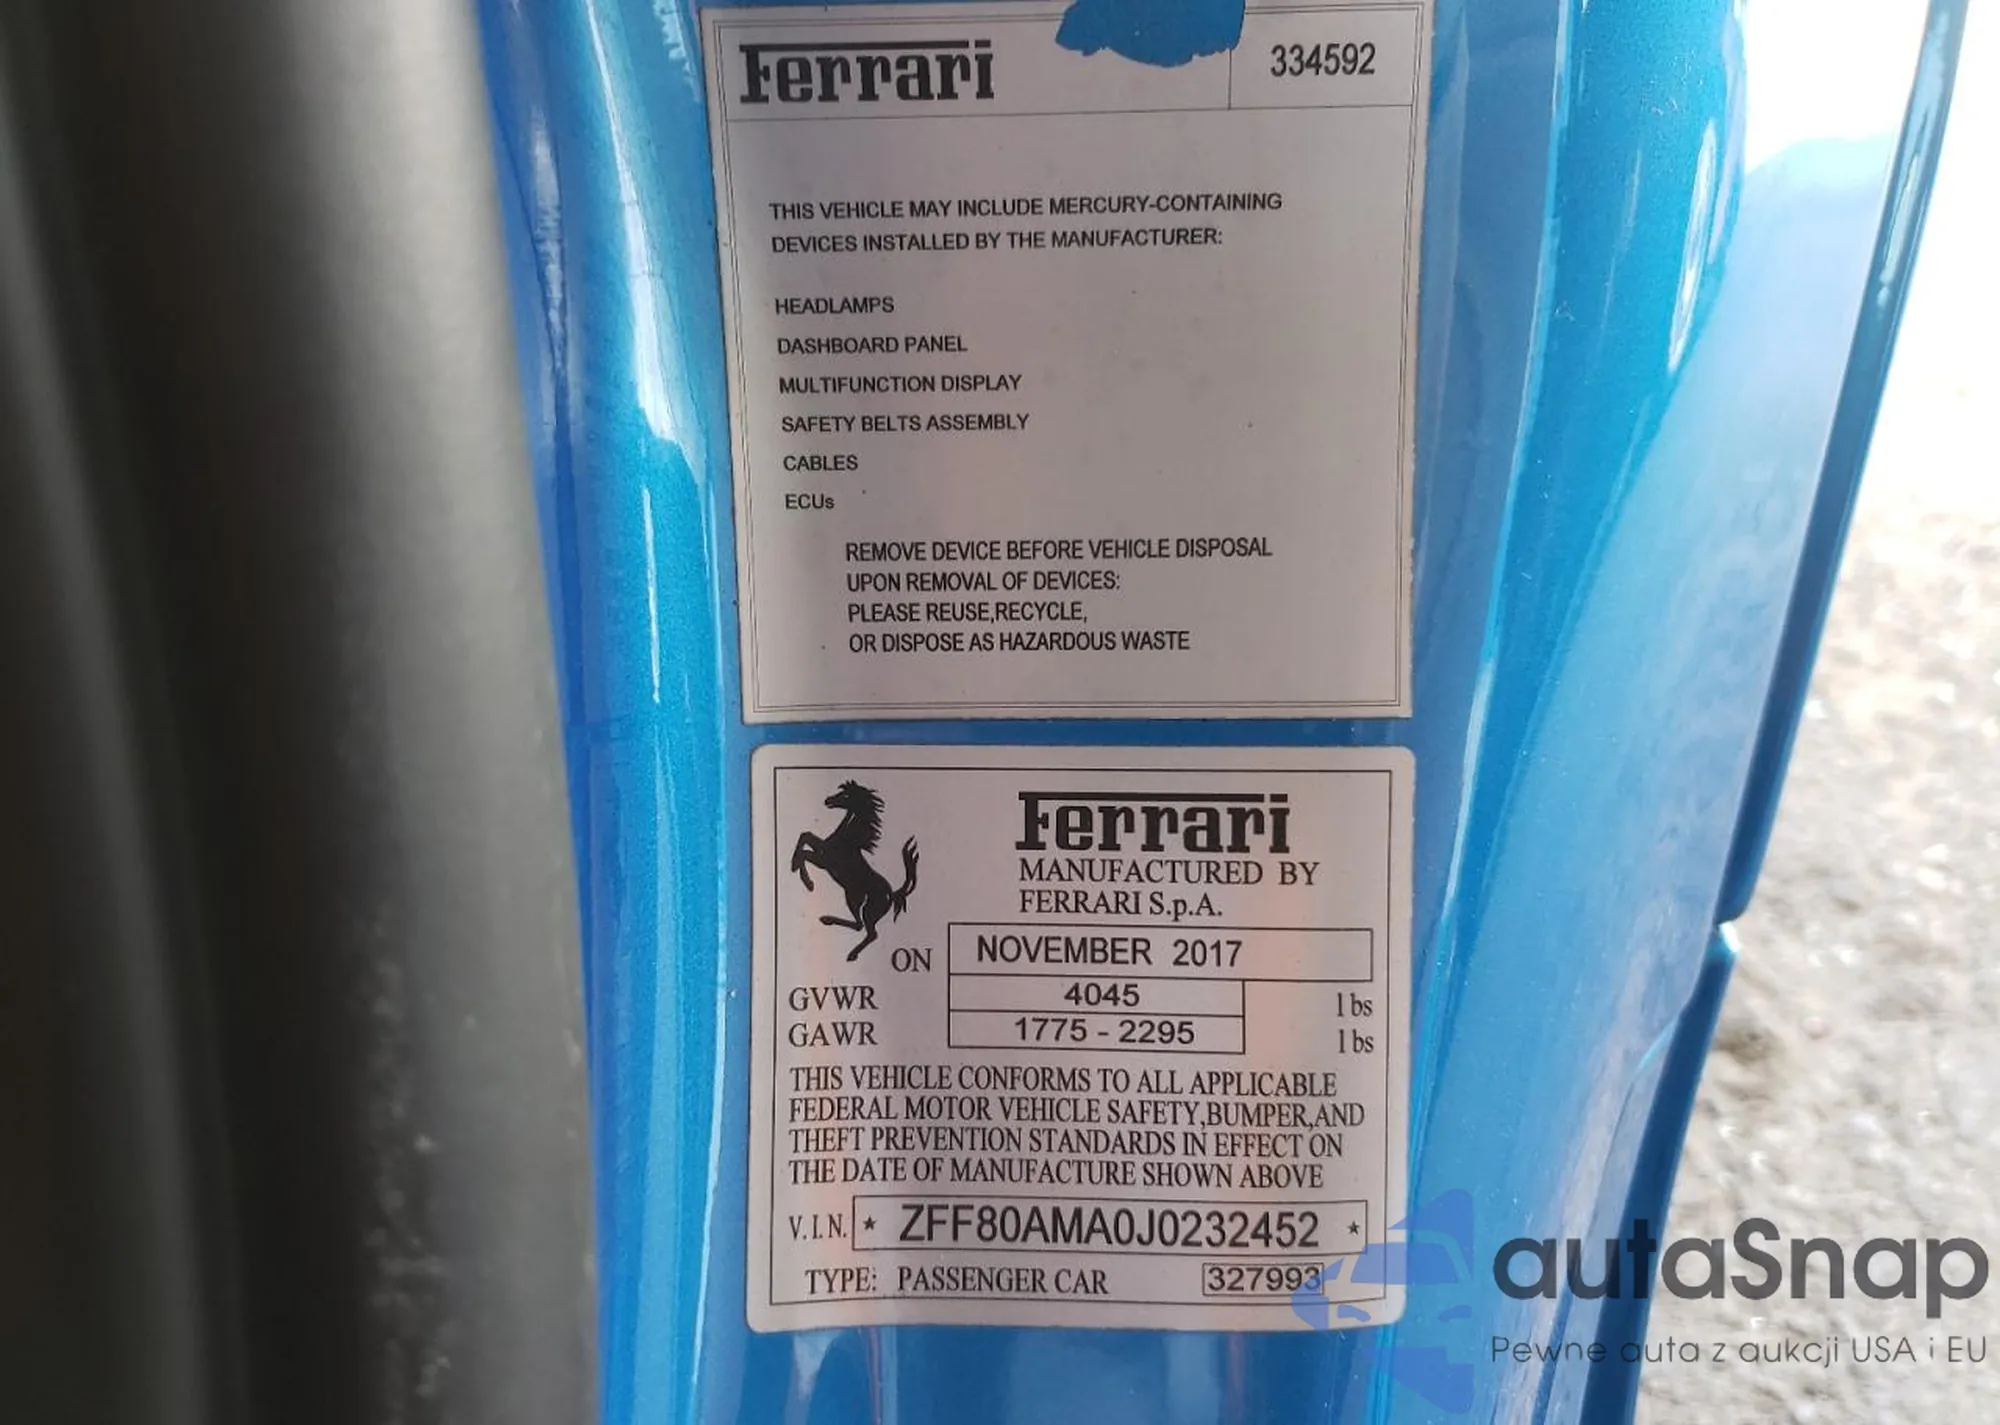 Ferrari
334592
THIS VEHICLE MAY INCLUDE MERCURY-CONTAINING
DEVICES INSTALLED BY THE MANUFACTURER:
HEADLAMPS
DASHBOARD PANEL
MULTIFUNCTION DISPLAY
SAFETY BELTS ASSEMBLY
CABLES
ECUs
REMOVE DEVICE BEFORE VEHICLE DISPOSAL
UPON REMOVAL OF DEVICES:
PLEASE REUSE,RECYCLE,
OR DISPOSE AS HAZARDOUS WASTE
Ferrari
MANUFACTURED BY
FERRARI S.p.A.
ON NOVEMBER 2017
GVWR 4045 lbs
GAWR 1775 - 2295 lbs
THIS VEHICLE CONFORMS TO ALL APPLICABLE
FEDERAL MOTOR VEHICLE SAFETY,BUMPER,AND
THEFT PREVENTION STANDARDS IN EFFECT ON
THE DATE OF MANUFACTURE SHOWN ABOVE
V.I.N. * ZFF80AMA0J0232452 *
TYPE: PASSENGER CAR 327993
autaSnap
Pewne auta z aukcji USA i EU